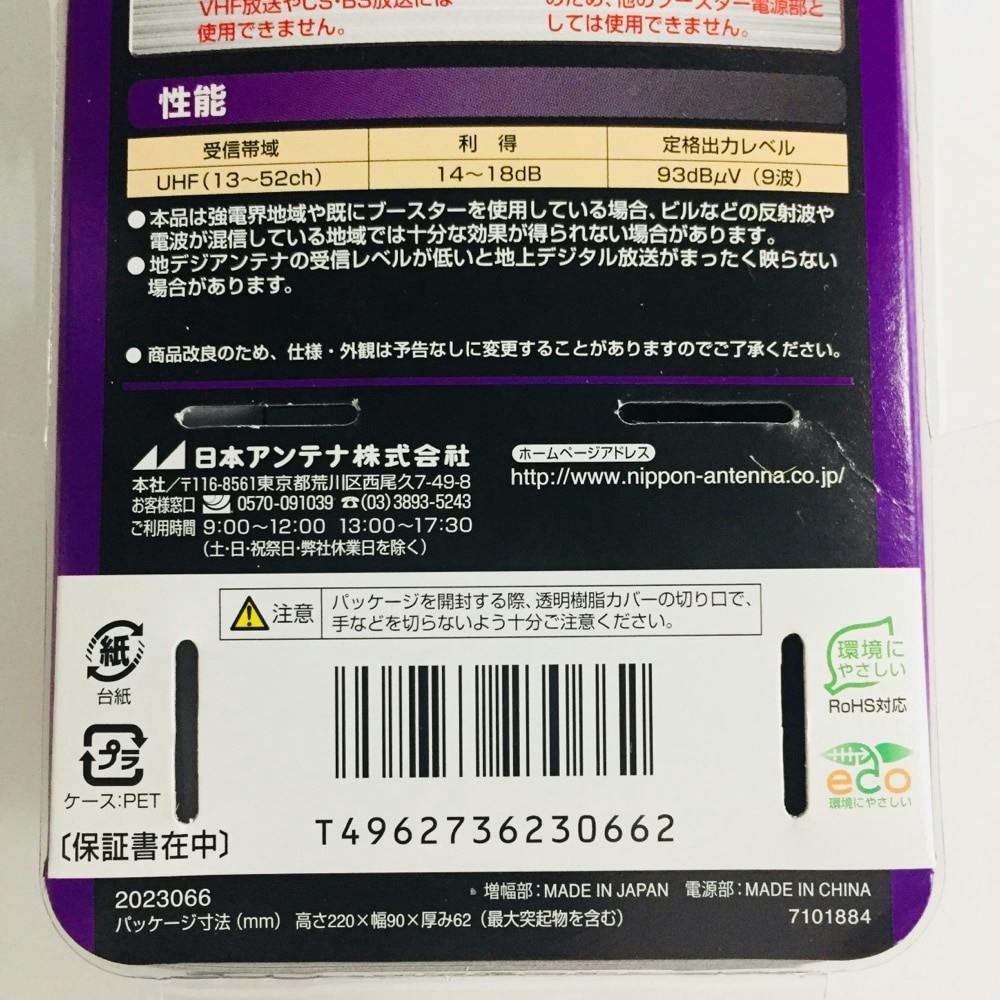 VHF放送やCS・BS放送には
使用できません。
のため、他のブースター電源部と
しては使用できません。
性能
受信帯域 利 得 定格出力レベル
UHF(13〜52ch) 14〜18dB 93dBμV(9波)
●本品は強電界地域や既にブースターを使用している場合、ビルなどの反射波や
電波が混信している地域では十分な効果が得られない場合があります。
●地デジアンテナの受信レベルが低いと地上デジタル放送がまったく映らない
場合があります。
●商品改良のため、仕様・外観は予告なしに変更することがありますのでご了承ください。
日本アンテナ株式会社
本社/〒116-8561東京都荒川区西尾久7-49-8
お客様窓口 0570-091039 ☎(03)3893-5243
ご利用時間 9:00〜12:00 13:00〜17:30
(土・日・祝祭日・弊社休業日を除く)
ホームページアドレス
http://www.nippon-antenna.co.jp/
注意 パッケージを開封する際、透明樹脂カバーの切り口で、
手などを切らないよう十分ご注意ください。
紙
台紙
プラ
ケース:PET
〔保証書在中〕
環境に
やさしい
RoHS対応
eco
環境にやさしい
T4962736230662
2023066
増幅部:MADE IN JAPAN 電源部:MADE IN CHINA
パッケージ寸法(mm) 高さ220×幅90×厚み62(最大突起物を含む)
7101884